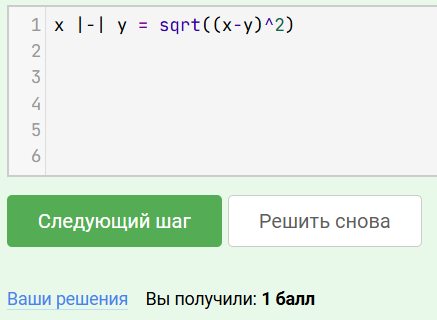 1 x |-| y = sqrt((x-y)^2)
2
3
4
5
6
Следующий шаг Решить снова
Ваши решения Вы получили: 1 балл